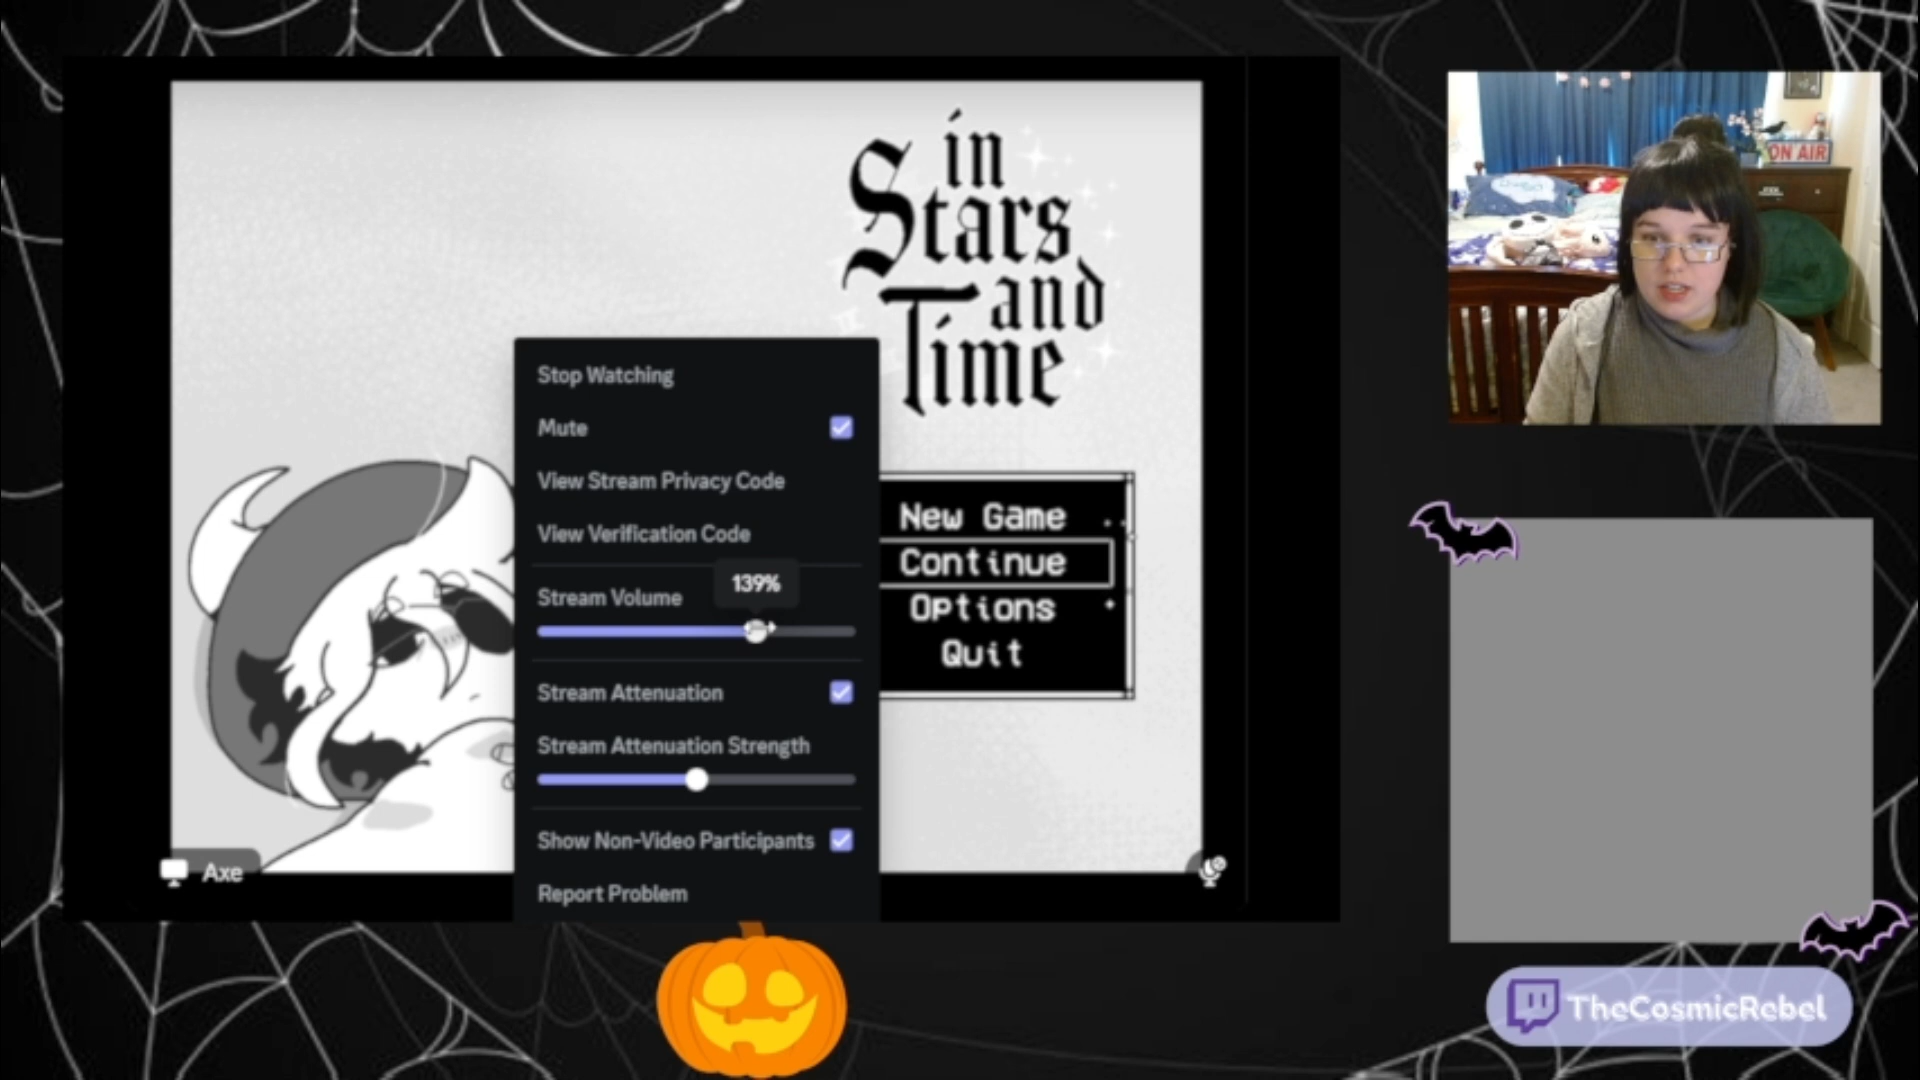 in
Stars
and
Time
ON AIR
Stop Watching
Mute
View Stream Privacy Code
View Verification Code
139%
Stream Volume
Stream Attenuation
Stream Attenuation Strength
Show Non-Video Participants
Report Problem
New Game
Continue
Options
Quit
Axe
TheCosmicRebel